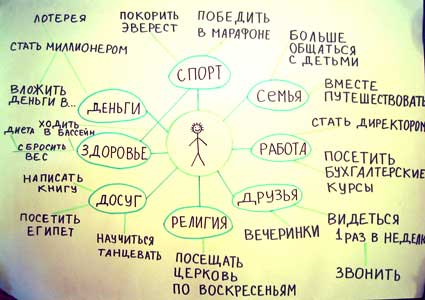 ЛОТЕРЕЯ
СТАТЬ МИЛЛИОНЕРОМ
ВЛОЖИТЬ
ДЕНЬГИ В...
ДЕНЬГИ
ПОКОРИТЬ
ЭВЕРЕСТ
ПОБЕДИТЬ
В МАРАФОНЕ
СПОРТ
БОЛЬШЕ
ОБЩАТЬСЯ
С ДЕТЬМИ
СЕМЬЯ
ВМЕСТЕ
ПУТЕШЕСТВОВАТЬ
СТАТЬ ДИРЕКТОРОМ
РАБОТА
ПОСЕТИТЬ
БУХГАЛТЕРСКИЕ
КУРСЫ
ДРУЗЬЯ
ВИДЕТЬСЯ
1 РАЗ В НЕДЕЛЮ
ВЕЧЕРИНКИ
ЗВОНИТЬ
РЕЛИГИЯ
ПОСЕЩАТЬ
ЦЕРКОВЬ
ПО ВОСКРЕСЕНЬЯМ
ДОСУГ
НАПИСАТЬ
КНИГУ
ПОСЕТИТЬ
ЕГИПЕТ
НАУЧИТЬСЯ
ТАНЦЕВАТЬ
ЗДОРОВЬЕ
ДИЕТА
ХОДИТЬ
В БАССЕЙН
СБРОСИТЬ
ВЕС